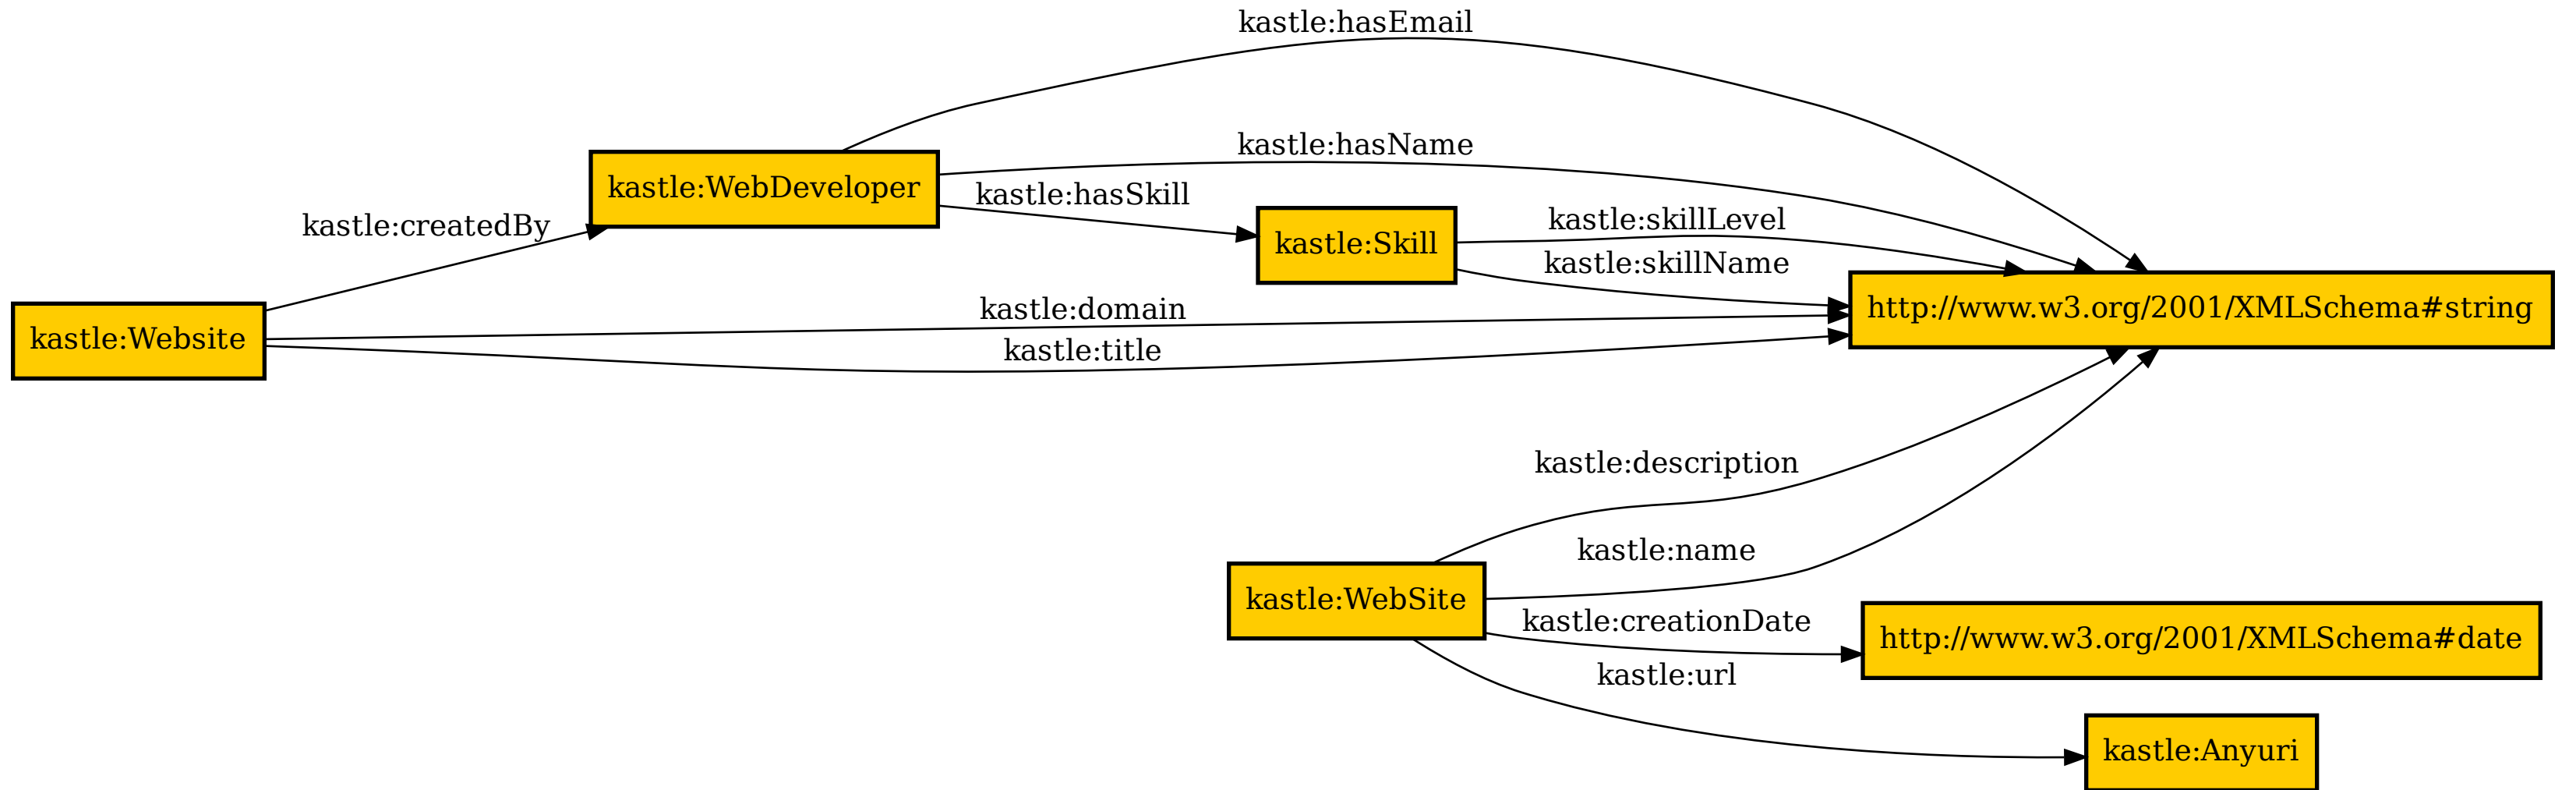 kastle:hasEmail
kastle:hasName
kastle:WebDeveloper
kastle:hasSkill
kastle:createdBy
kastle:skillLevel
kastle:Skill
kastle:skillName
kastle:domain
http://www.w3.org/2001/XMLSchema#string
kastle:Website
kastle:title
kastle:description
kastle:name
kastle:WebSite
kastle:creationDate
http://www.w3.org/2001/XMLSchema#date
kastle:url
kastle:Anyuri